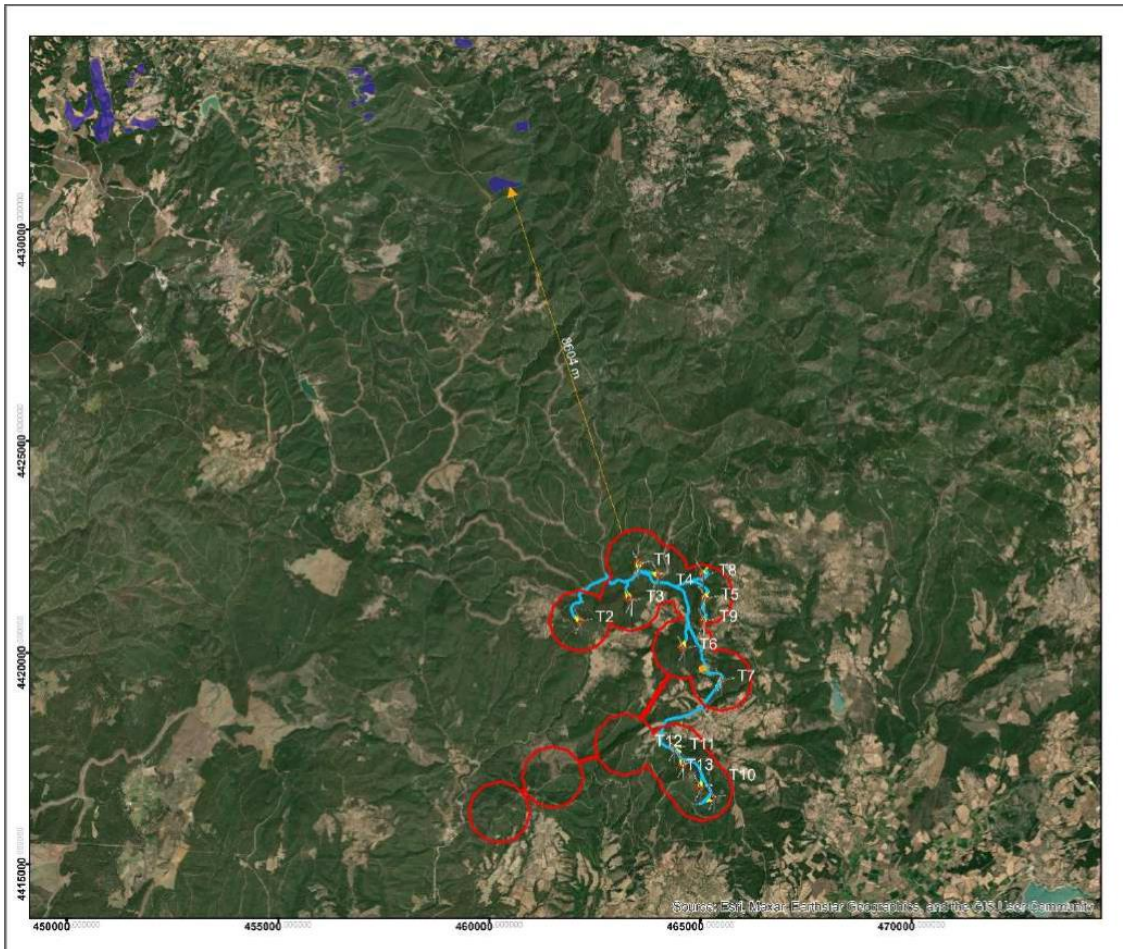 4430000
8604 m
4425000
T1
T8
T4
T5
T3
T9
T2
4420000
T6
T7
T12
T11
T13
T10
4415000
Source: Esri, Maxar, Earthstar Geographics, and the GIS User Community
450000
455000
460000
465000
470000